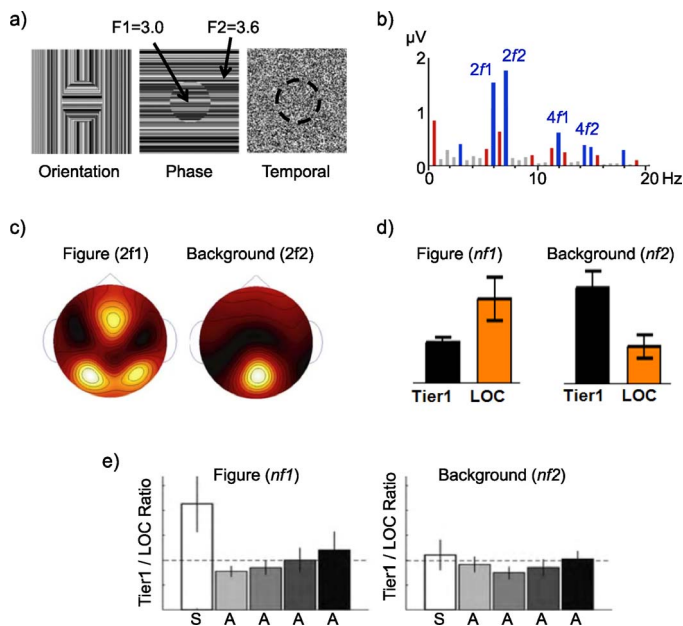 a)
F1=3.0 F2=3.6
Orientation Phase Temporal
b)
µV
2
1
0
2f1 2f2
4f1
4f2
0 10 20 Hz
c)
Figure (2f1) Background (2f2)
d)
Figure (nf1) Background (nf2)
Tier1 LOC Tier1 LOC
e)
Figure (nf1) Background (nf2)
Tier1 / LOC Ratio
Tier1 / LOC Ratio
S A A A A S A A A A